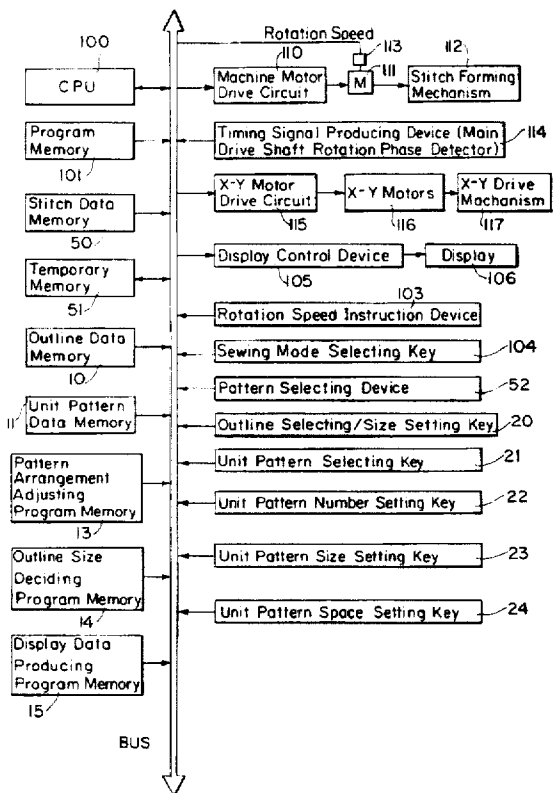 Rotation Speed
100
CPU
110
Machine Motor
Drive Circuit
113
M
111
112
Stitch Forming
Mechanism
Program
Memory
101
Timing Signal Producing Device (Main
Drive Shaft Rotation Phase Detector)
114
Stitch Data
Memory
50
X-Y Motor
Drive Circuit
115
X-Y Motors
116
X-Y Drive
Mechanism
117
Temporary
Memory
51
Display Control Device
105
Display
106
103
Rotation Speed Instruction Device
Outline Data
Memory
10
Sewing Mode Selecting Key
104
Pattern Selecting Device
52
11
Unit Pattern
Data Memory
Outline Selecting/Size Setting Key
20
Unit Pattern Selecting Key
21
Pattern
Arrangement
Adjusting
Program Memory
13
Unit Pattern Number Setting Key
22
Outline Size
Deciding
Program Memory
14
Unit Pattern Size Setting Key
23
Unit Pattern Space Setting Key
24
Display Data
Producing
Program Memory
15
BUS